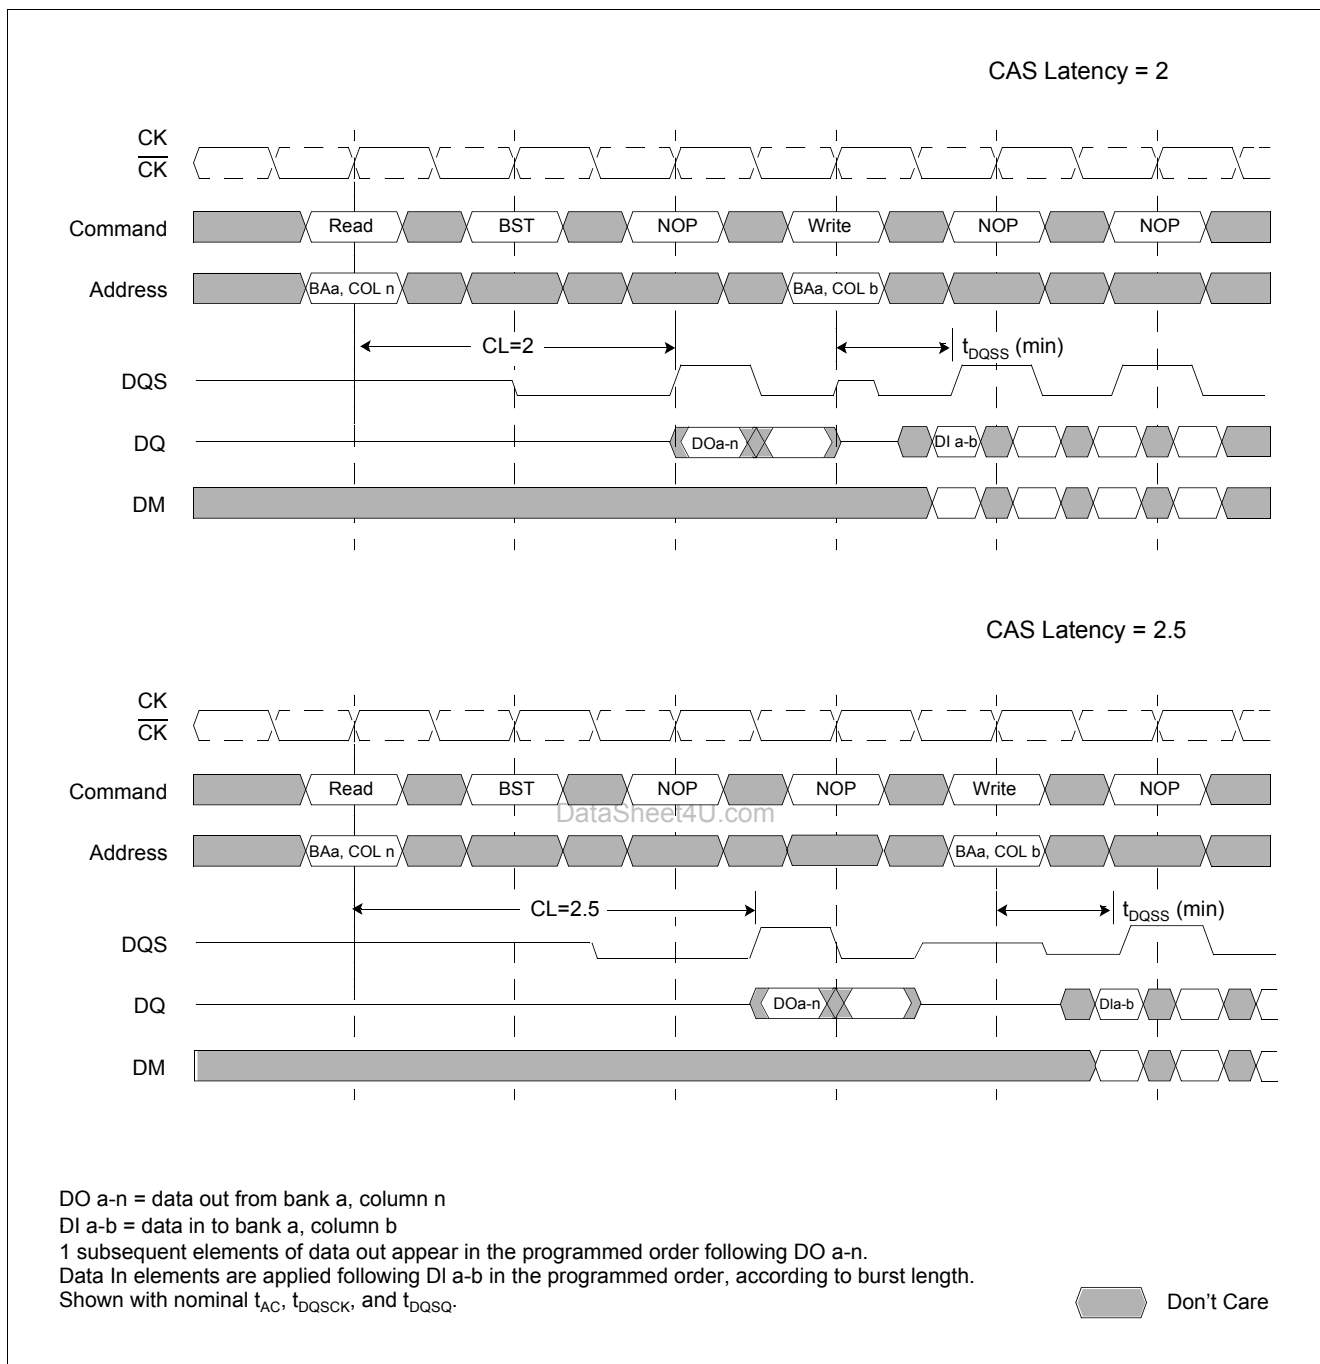 CAS Latency = 2
CK
CK
Command Read BST NOP Write NOP NOP
Address BAa, COL n BAa, COL b
CL=2 tDQSS (min)
DQS
DQ DOa-n DI a-b
DM
CAS Latency = 2.5
CK
CK
Command Read BST NOP NOP Write NOP
DataSheet4U.com
Address BAa, COL n BAa, COL b
CL=2.5 tDQSS (min)
DQS
DQ DOa-n DIa-b
DM
DO a-n = data out from bank a, column n
DI a-b = data in to bank a, column b
1 subsequent elements of data out appear in the programmed order following DO a-n.
Data In elements are applied following DI a-b in the programmed order, according to burst length.
Shown with nominal tAC, tDQSCK, and tDQSQ.
Don't Care